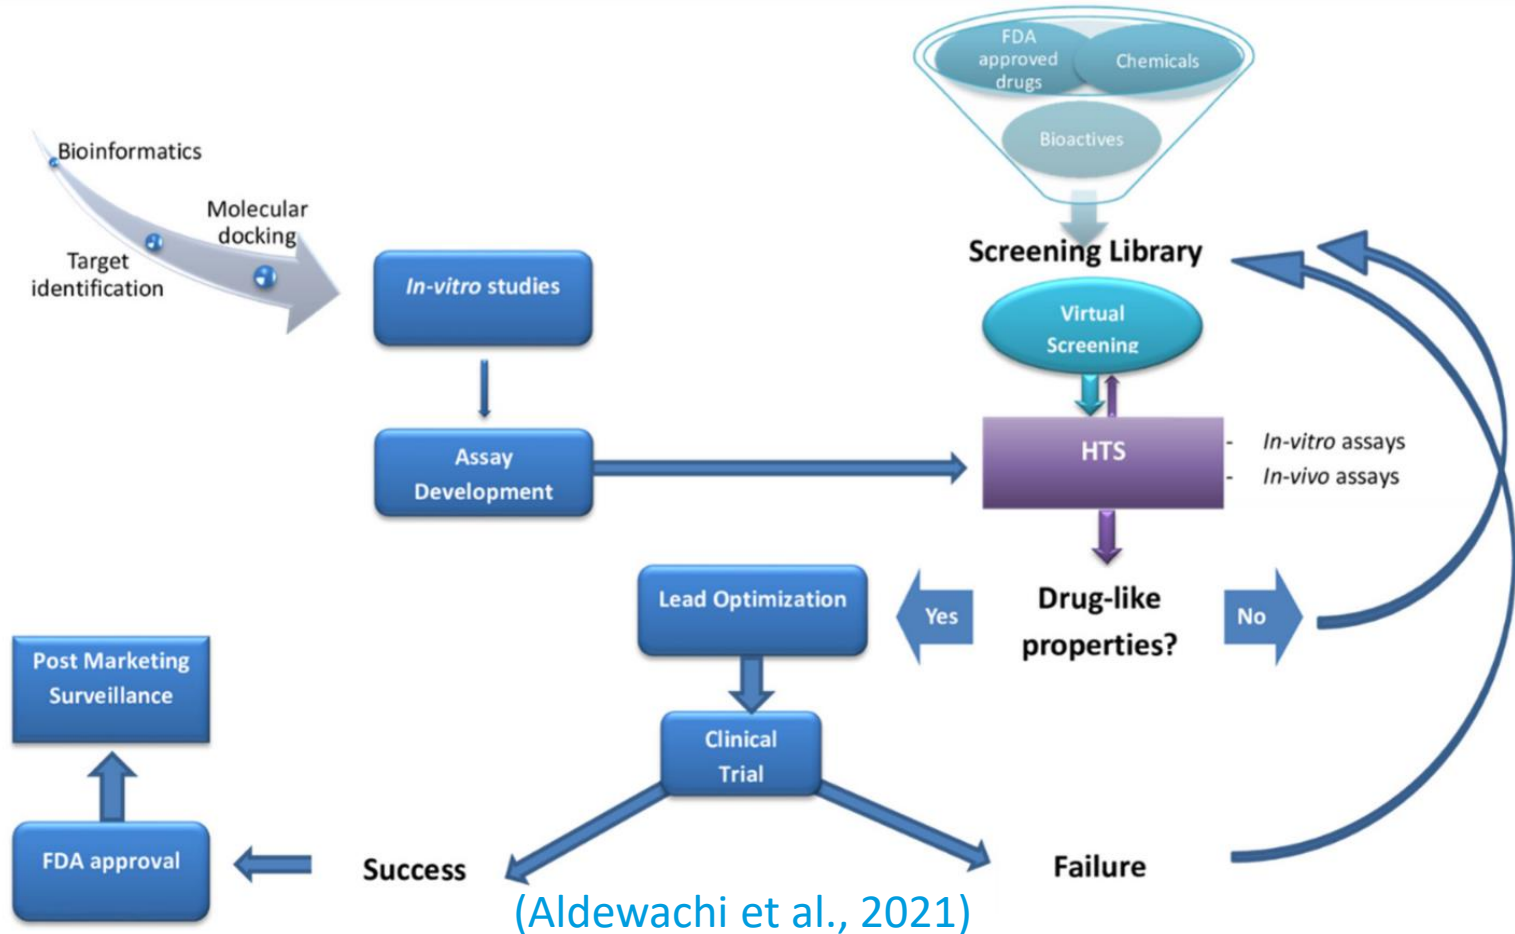 FDA
approved
drugs
Chemicals
Bioactives
Bioinformatics
Molecular
docking
Target
identification
In-vitro studies
Screening Library
Virtual
Screening
Assay
Development
HTS
- In-vitro assays
- In-vivo assays
Lead Optimization
Yes
Drug-like
properties?
No
Post Marketing
Surveillance
Clinical
Trial
FDA approval
Success
Failure
(Aldewachi et al., 2021)